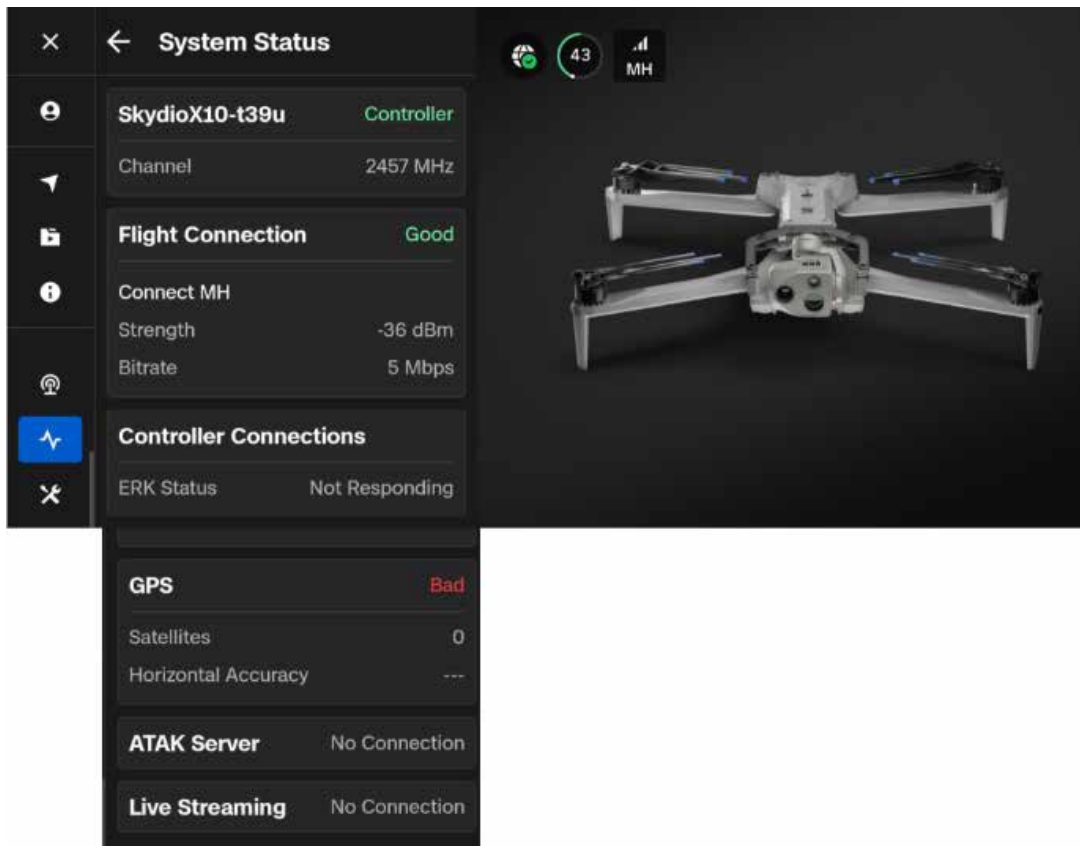 System Status
43
MH
SkydioX10-t39u Controller
Channel 2457 MHz
Flight Connection Good
Connect MH
Strength -36 dBm
Bitrate 5 Mbps
Controller Connections
ERK Status Not Responding
GPS Bad
Satellites 0
Horizontal Accuracy ---
ATAK Server No Connection
Live Streaming No Connection